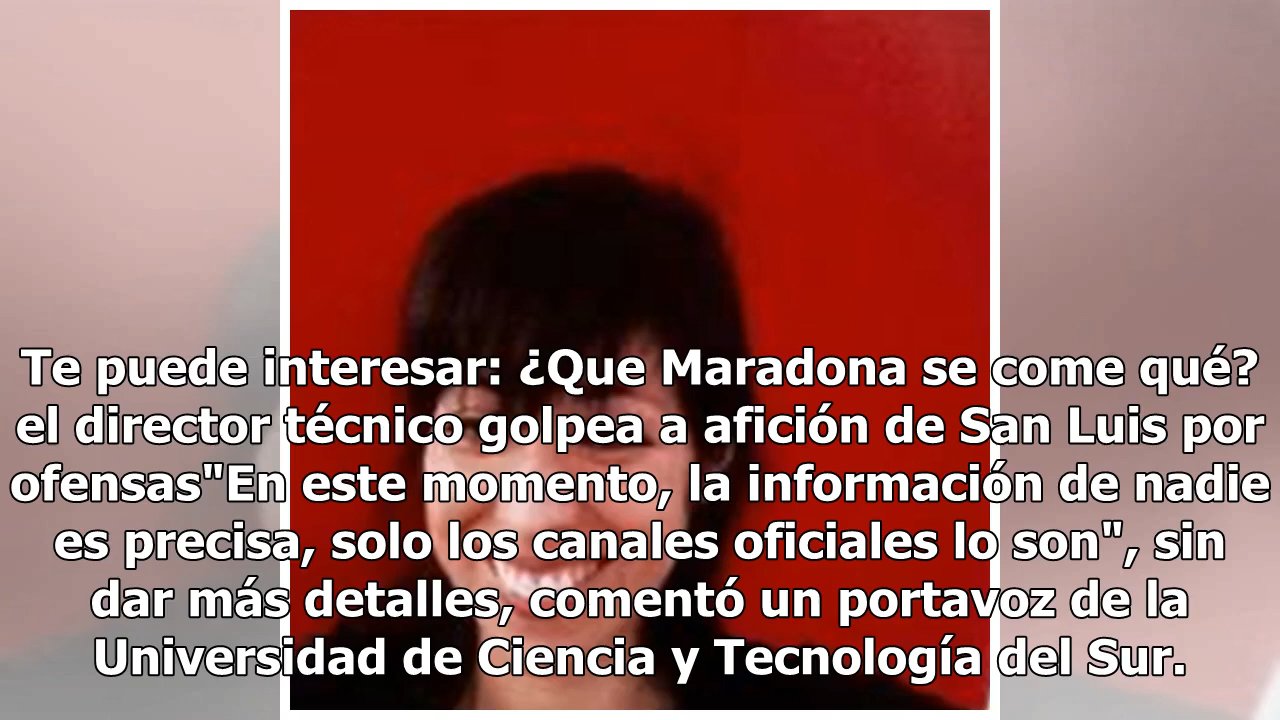 Te puede interesar: ¿Que Maradona se come qué?
el director técnico golpea a afición de San Luis por
ofensas"En este momento, la información de nadie
es precisa, solo los canales oficiales lo son", sin
dar más detalles, comentó un portavoz de la
Universidad de Ciencia y Tecnología del Sur.